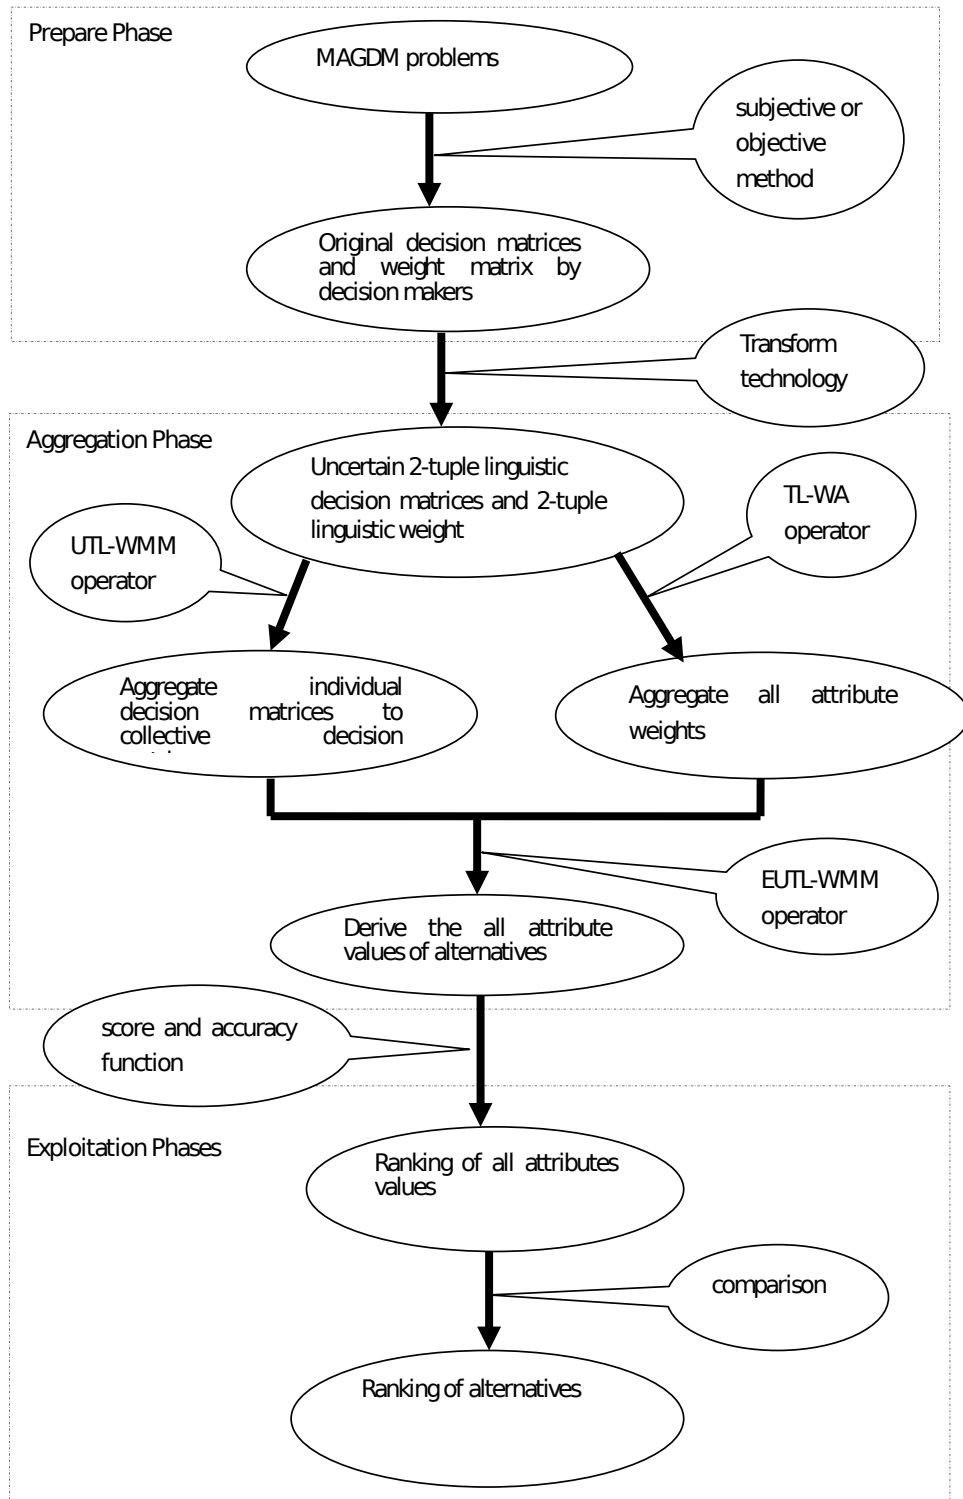 Prepare Phase
MAGDM problems
subjective or
objective
method
Original decision matrices
and weight matrix by
decision makers
Transform
technology
Aggregation Phase
Uncertain 2-tuple linguistic
decision matrices and 2-tuple
linguistic weight
TL-WA
operator
UTL-WMM
operator
Aggregate individual
decision matrices to
collective decision
Aggregate all attribute
weights
EUTL-WMM
operator
Derive the all attribute
values of alternatives
score and accuracy
function
Exploitation Phases
Ranking of all attributes
values
comparison
Ranking of alternatives